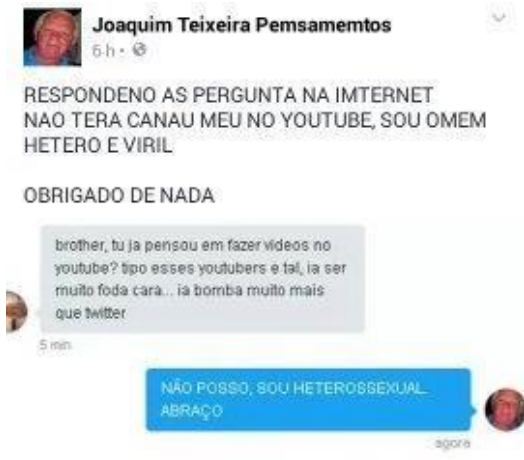 Joaquim Teixeira Pemsamemtos
6 h ·
RESPONDENO AS PERGUNTA NA IMTERNET
NAO TERA CANAU MEU NO YOUTUBE, SOU OMEM
HETERO E VIRIL
OBRIGADO DE NADA
brother, tu ja pensou em fazer videos no
youtube? tipo esses youtubers e tal, ia ser
muito foda cara... ia bomba muito mais
que twitter
5 min
NÃO POSSO, SOU HETEROSSEXUAL.
ABRAÇO
agora